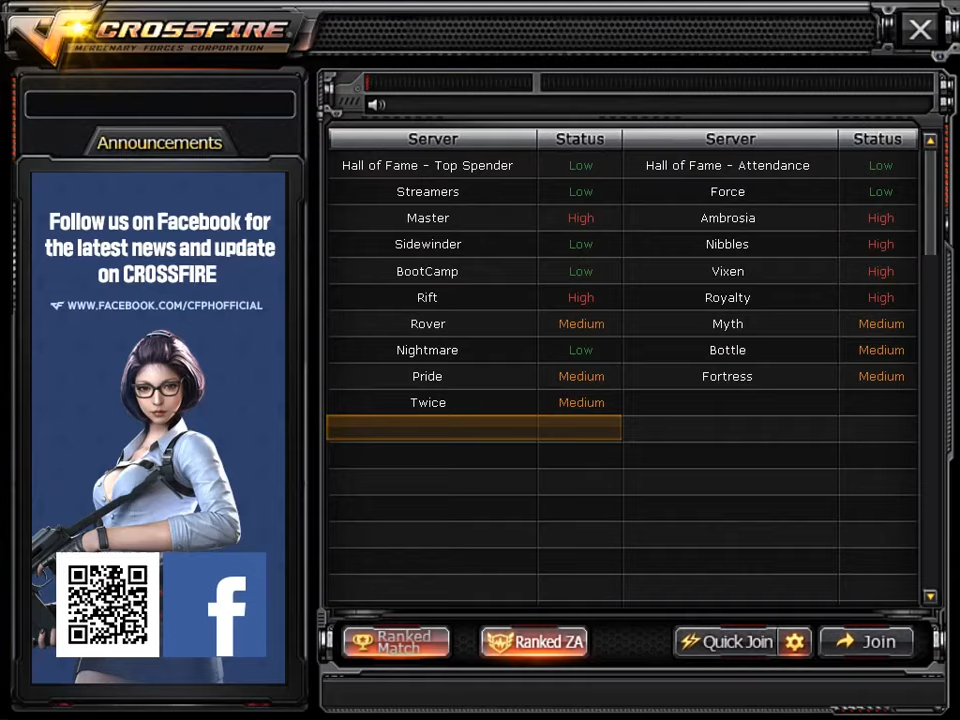 CROSSFIRE
MERCENARY FORCES CORPORATION
Announcements
Follow us on Facebook for
the latest news and update
on CROSSFIRE
WWW.FACEBOOK.COM/CFPHOFFICIAL
f
Server Status Server Status
Hall of Fame - Top Spender Low Hall of Fame - Attendance Low
Streamers Low Force Low
Master High Ambrosia High
Sidewinder Low Nibbles High
BootCamp Low Vixen High
Rift High Royalty High
Rover Medium Myth Medium
Nightmare Low Bottle Medium
Pride Medium Fortress Medium
Twice Medium
Ranked
Match
Ranked ZA
Quick Join
Join